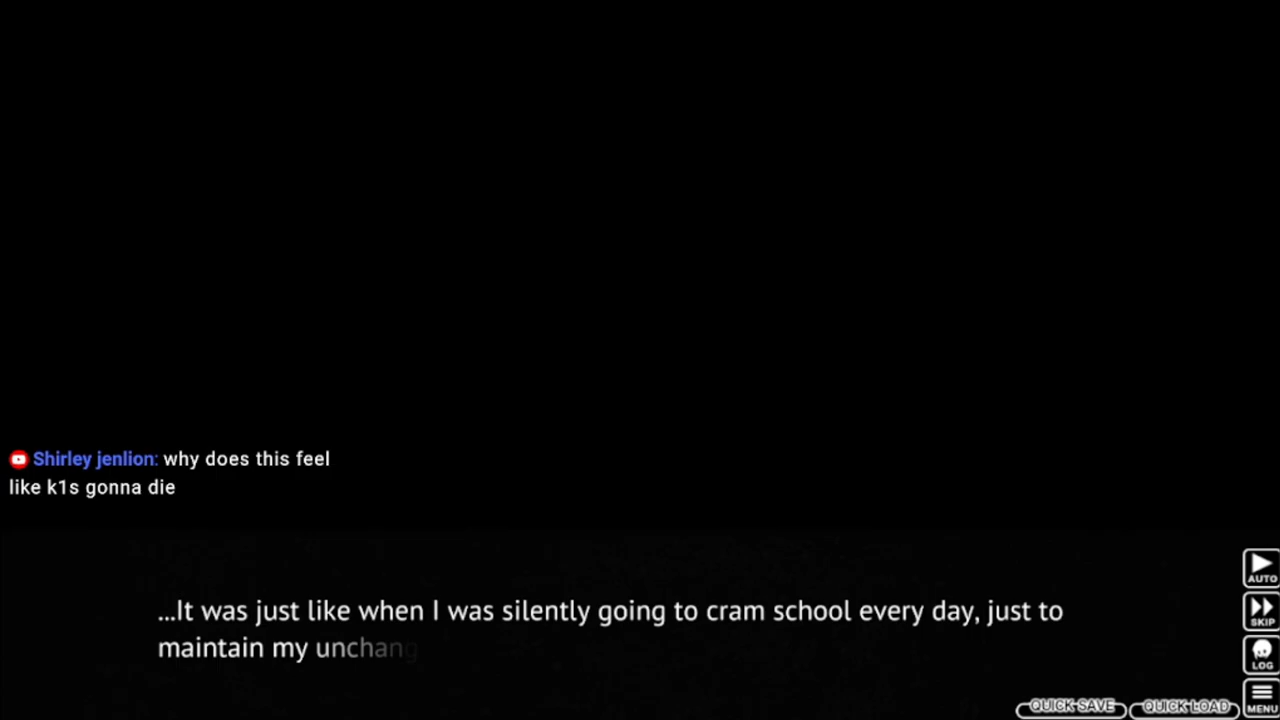 Shirley jenlion: why does this feel
like k1s gonna die
...It was just like when I was silently going to cram school every day, just to
maintain my unchang
AUTO
SKIP
LOG
MENU
QUICK SAVE
QUICK LOAD